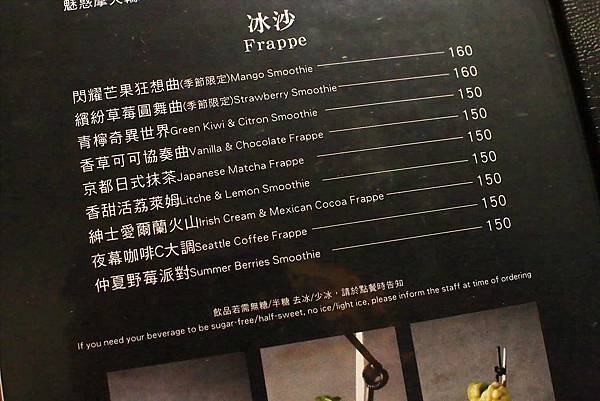 冰沙
Frappe
閃耀芒果狂想曲(季節限定)Mango Smoothie 160
繽紛草莓圓舞曲(季節限定)Strawberry Smoothie 160
青檸奇異世界Green Kiwi & Citron Smoothie 150
香草可可協奏曲Vanilla & Chocolate Frappe 150
京都日式抹茶Japanese Matcha Frappe 150
香甜活荔萊姆Litche & Lemon Smoothie 150
紳士愛爾蘭火山Irish Cream & Mexican Cocoa Frappe 150
夜幕咖啡C大調Seattle Coffee Frappe 150
仲夏野莓派對Summer Berries Smoothie 150
飲品若需無糖/半糖 去冰/少冰，請於點餐時告知
If you need your beverage to be sugar-free/half-sweet, no ice/light ice, please inform the staff at time of ordering